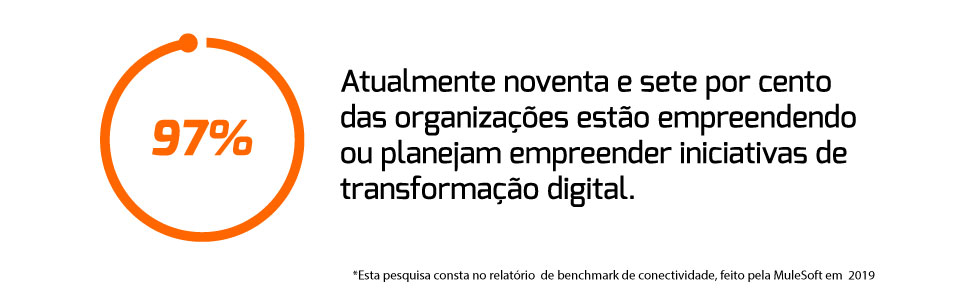 97%
Atualmente noventa e sete por cento
das organizações estão empreendendo
ou planejam empreender iniciativas de
transformação digital.
*Esta pesquisa consta no relatório de benchmark de conectividade, feito pela MuleSoft em 2019